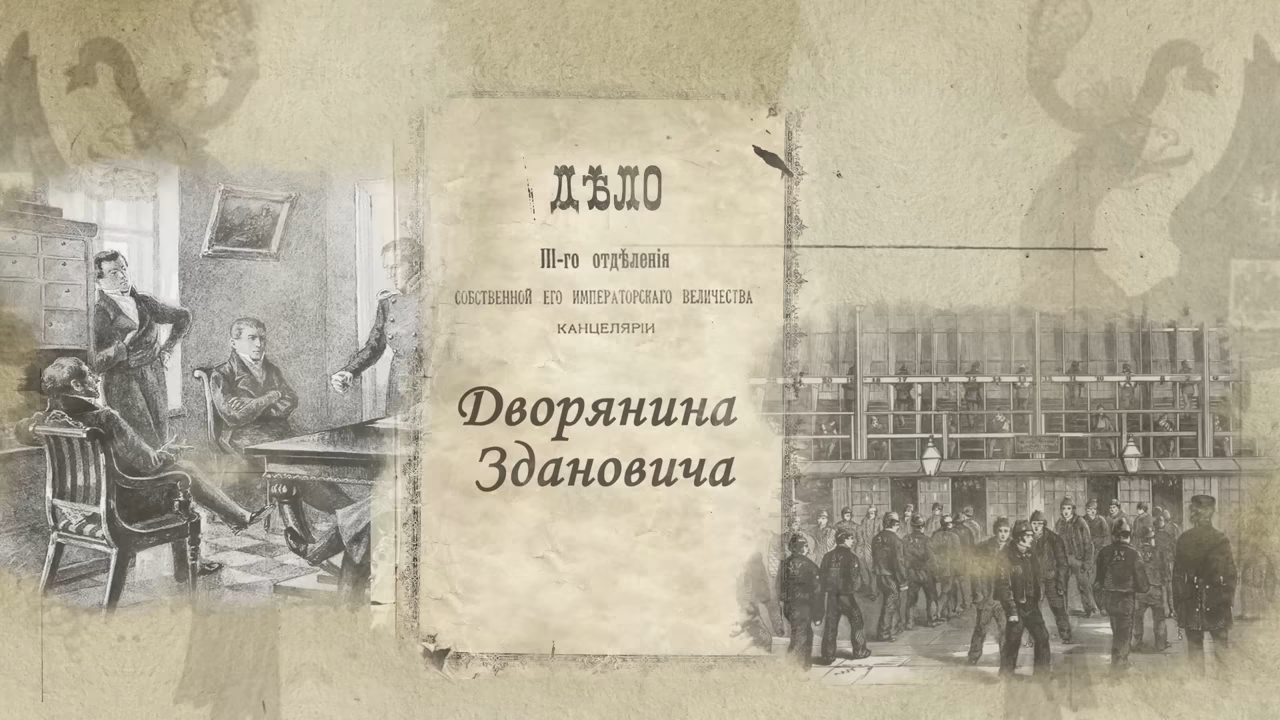 ДѢЛО
III-го отдѣленія
СОБСТВЕННОЙ ЕГО ИМПЕРАТОРСКАГО ВЕЛИЧЕСТВА
КАНЦЕЛЯРІИ
Дворянина
Здановича